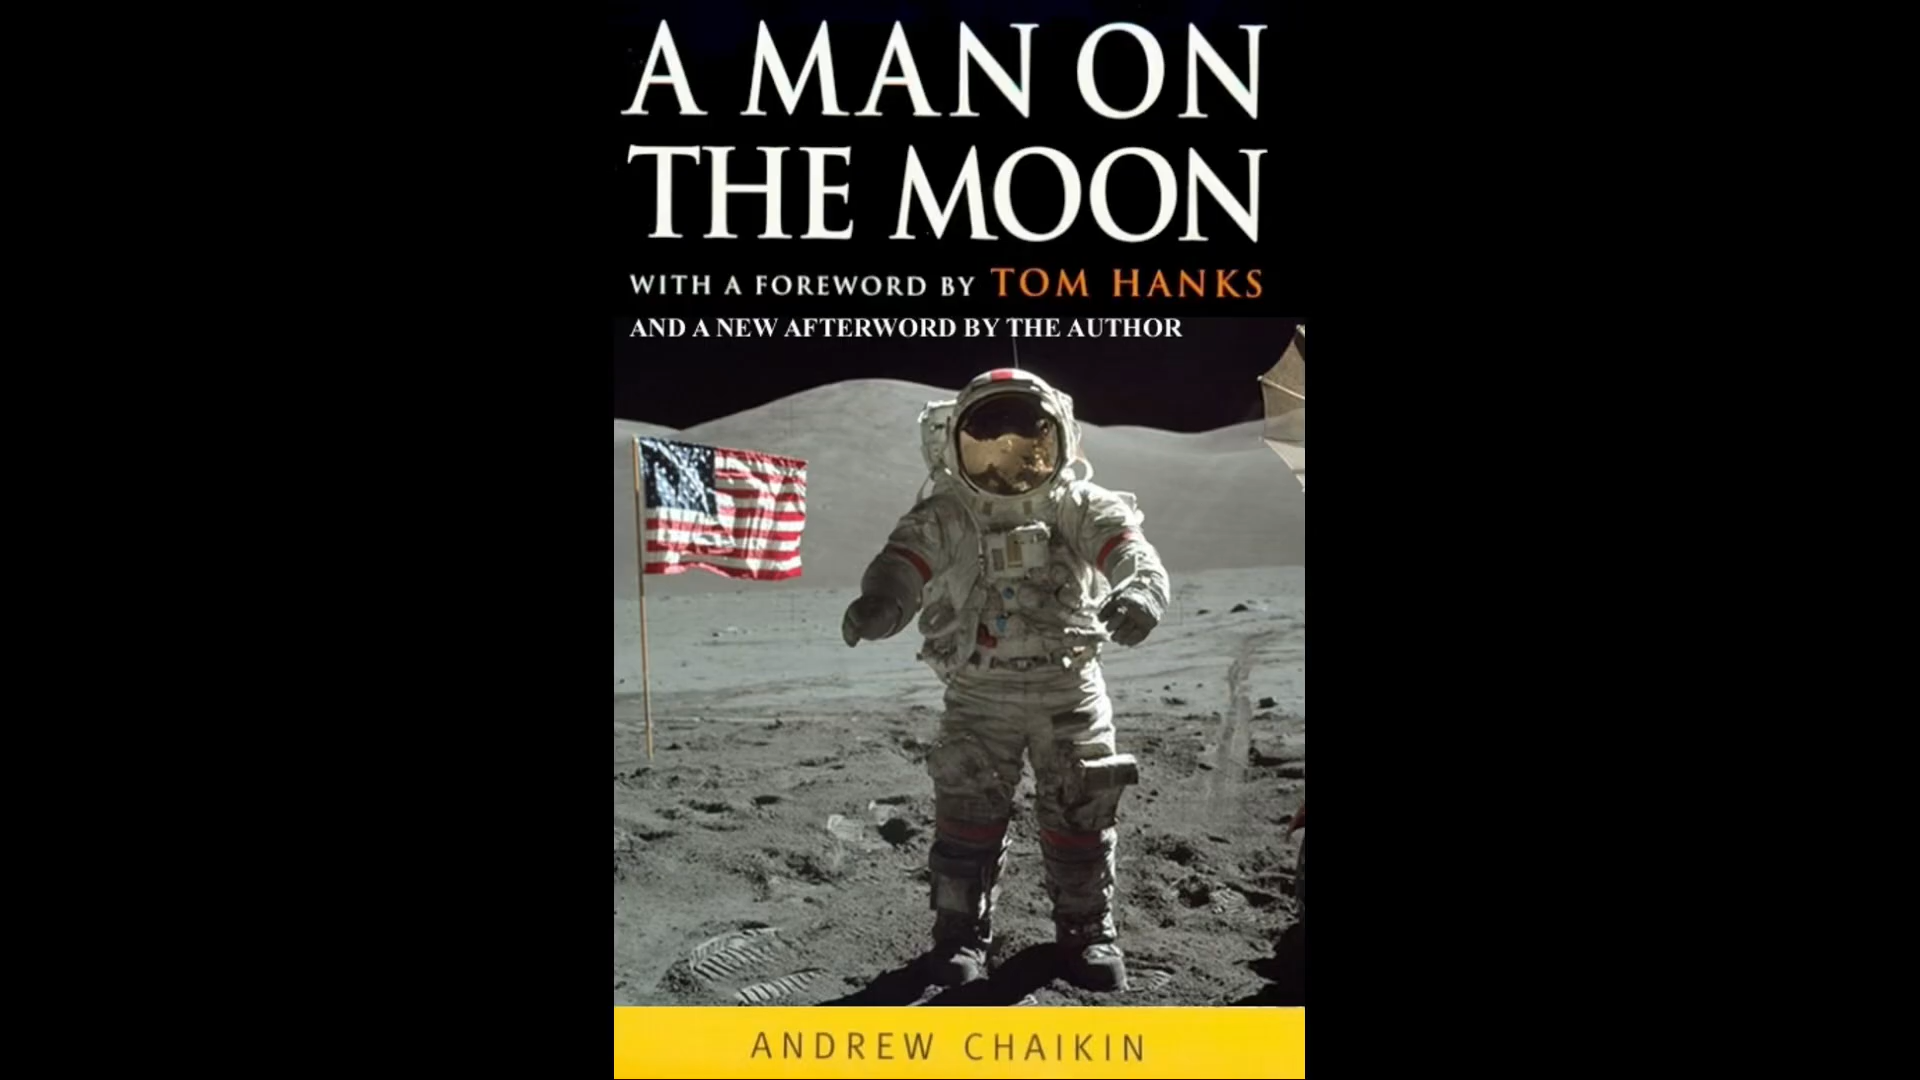 A MAN ON
THE MOON
WITH A FOREWORD BY TOM HANKS
AND A NEW AFTERWORD BY THE AUTHOR
ANDREW CHAIKIN